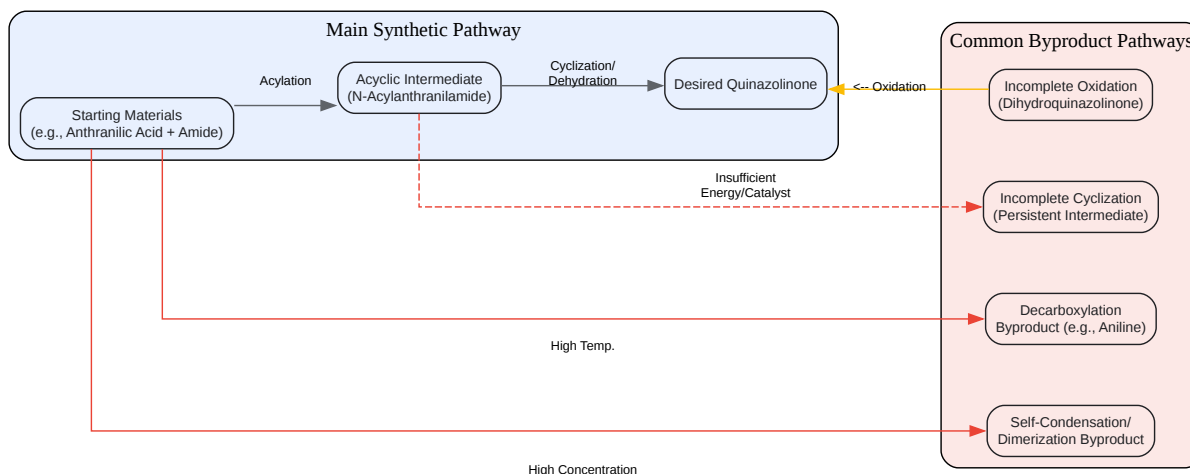 Main Synthetic Pathway
Common Byproduct Pathways
Acylation
Acyclic Intermediate
(N-Acylanthranilamide)
Cyclization/
Dehydration
Desired Quinazolinone
<-- Oxidation
Incomplete Oxidation
(Dihydroquinazolinone)
Starting Materials
(e.g., Anthranilic Acid + Amide)
Insufficient
Energy/Catalyst
Incomplete Cyclization
(Persistent Intermediate)
Decarboxylation
Byproduct (e.g., Aniline)
High Temp.
Self-Condensation/
Dimerization Byproduct
High Concentration